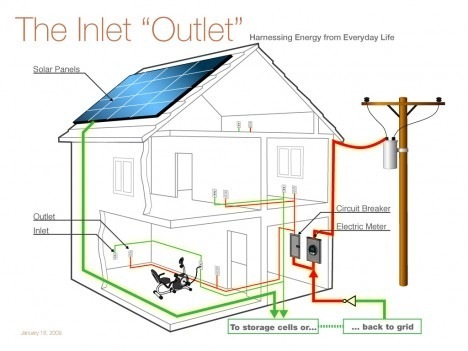 The Inlet “Outlet”
Harnessing Energy from Everyday Life
Solar Panels
Circuit Breaker
Outlet
Electric Meter
Inlet
To storage cells or...
... back to grid
January 19, 2009